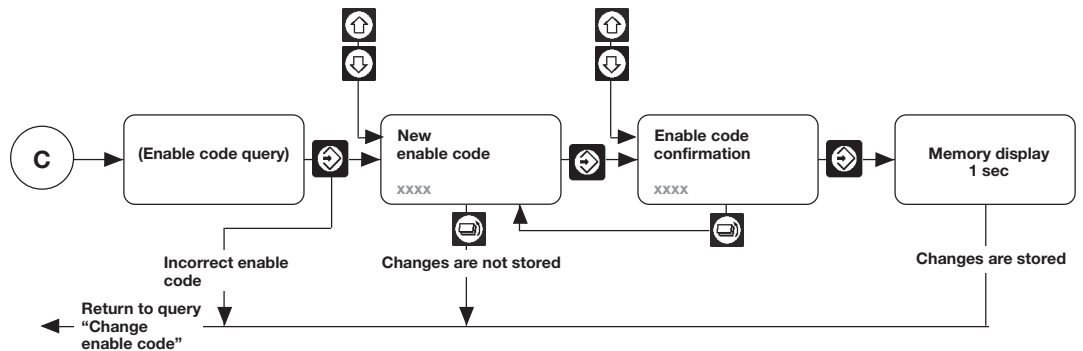 C
(Enable code query)
New
enable code
xxxx
Enable code
confirmation
xxxx
Memory display
1 sec
Incorrect enable
code
Changes are not stored
Changes are stored
Return to query
“Change
enable code”